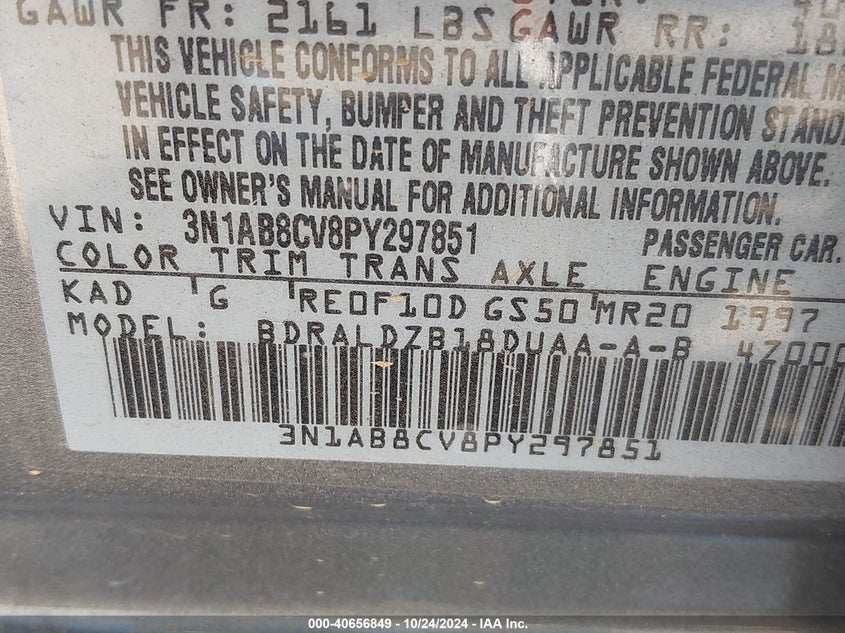 GAWR FR: 2161 LBS GAWR RR:
THIS VEHICLE CONFORMS TO ALL APPLICABLE FEDERAL
VEHICLE SAFETY, BUMPER AND THEFT PREVENTION
IN EFFECT ON THE DATE OF MANUFACTURE SHOWN ABOVE.
SEE OWNER'S MANUAL FOR ADDITIONAL INFORMATION.
VIN: 3N1AB8CV8PY297851 PASSENGER CAR.
COLOR TRIM TRANS AXLE ENGINE
KAD G RE0F10D GS50 MR20 1997
MODEL: BDRALDZB18DUAA-A-B
3N1AB8CV8PY297851
000-40656849 / 10/24/2024 - IAA Inc.